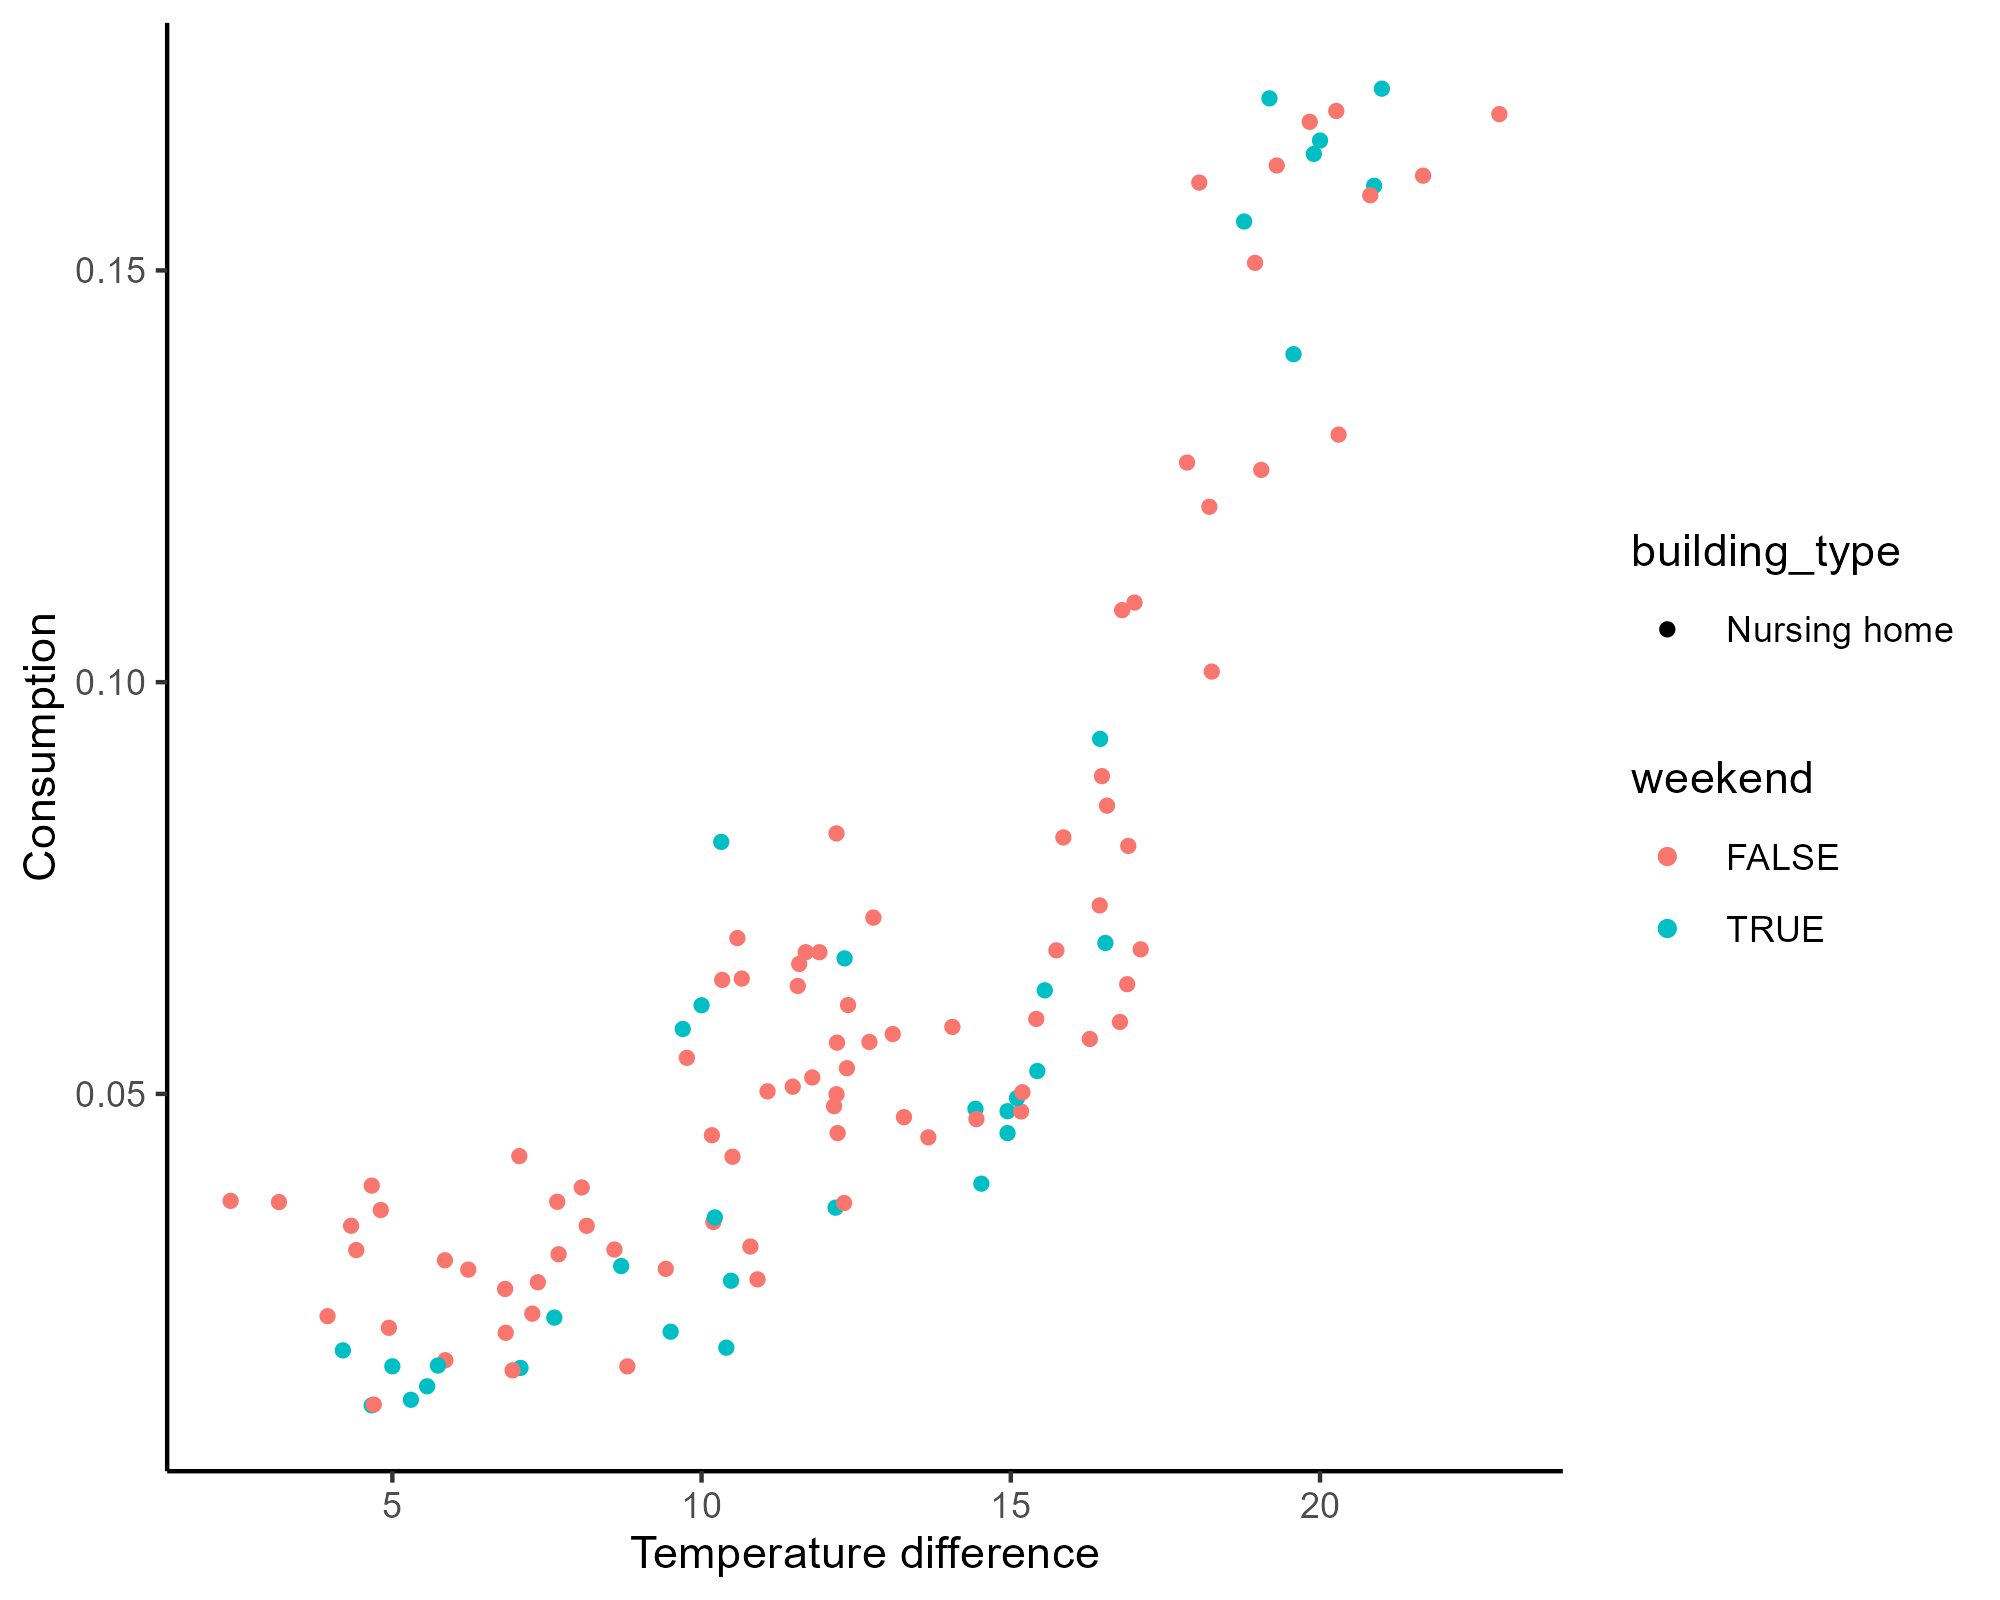 0.15
0.10
0.05
Consumption
5
10
15
20
Temperature difference
building_type
Nursing home
weekend
FALSE
TRUE